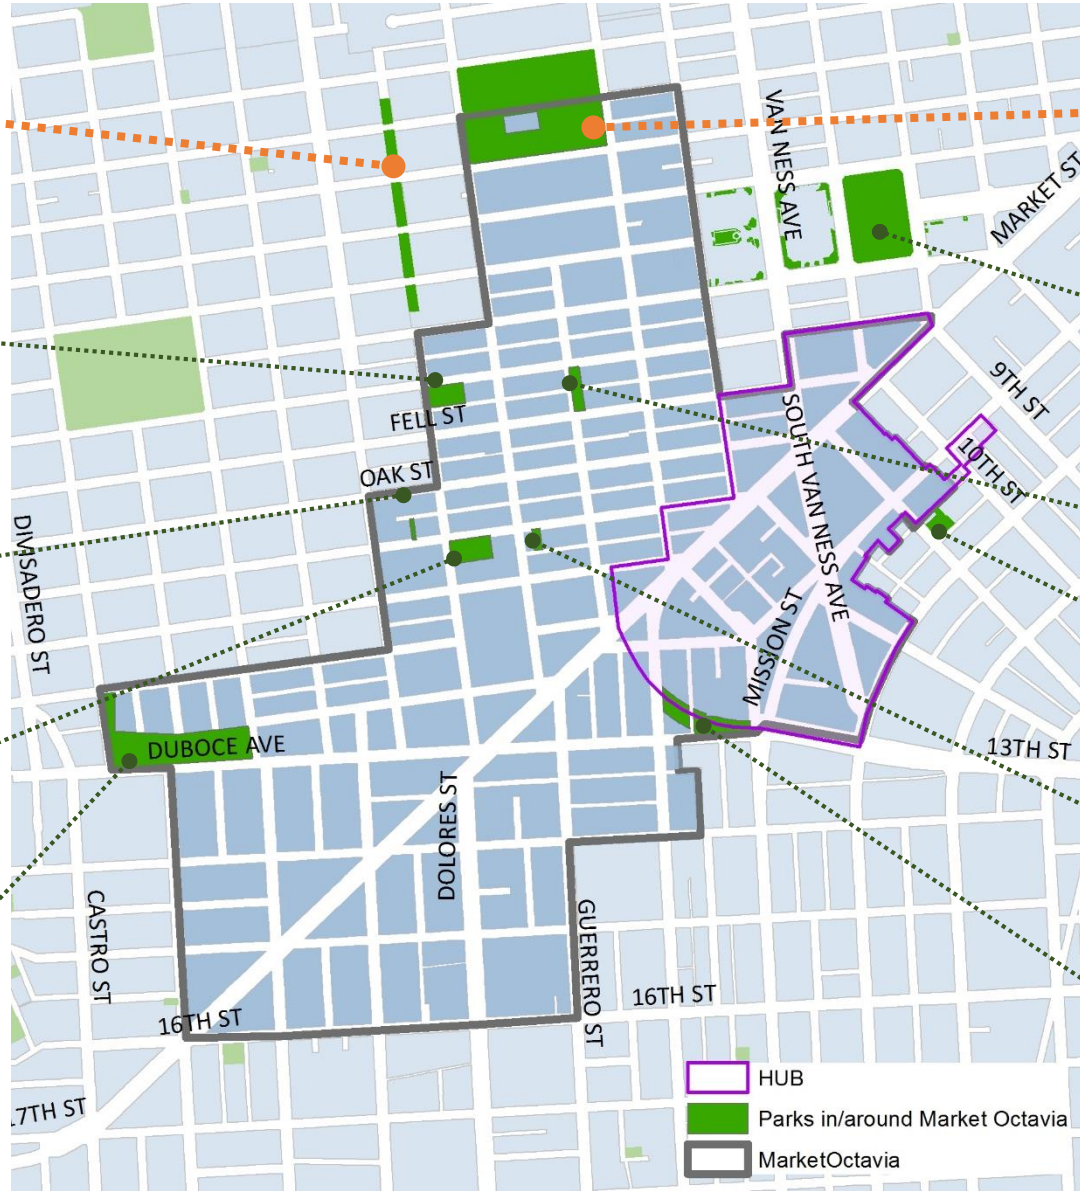 VAN NESS AVE
MARKET ST
9TH ST
FELL ST
SOUTH VAN NESS AVE
10TH ST
OAK ST
DIVISADERO ST
MISSION ST
DUBOCE AVE
13TH ST
DOLORES ST
CASTRO ST
GUERRERO ST
16TH ST
16TH ST
17TH ST
HUB
Parks in/around Market Octavia
MarketOctavia